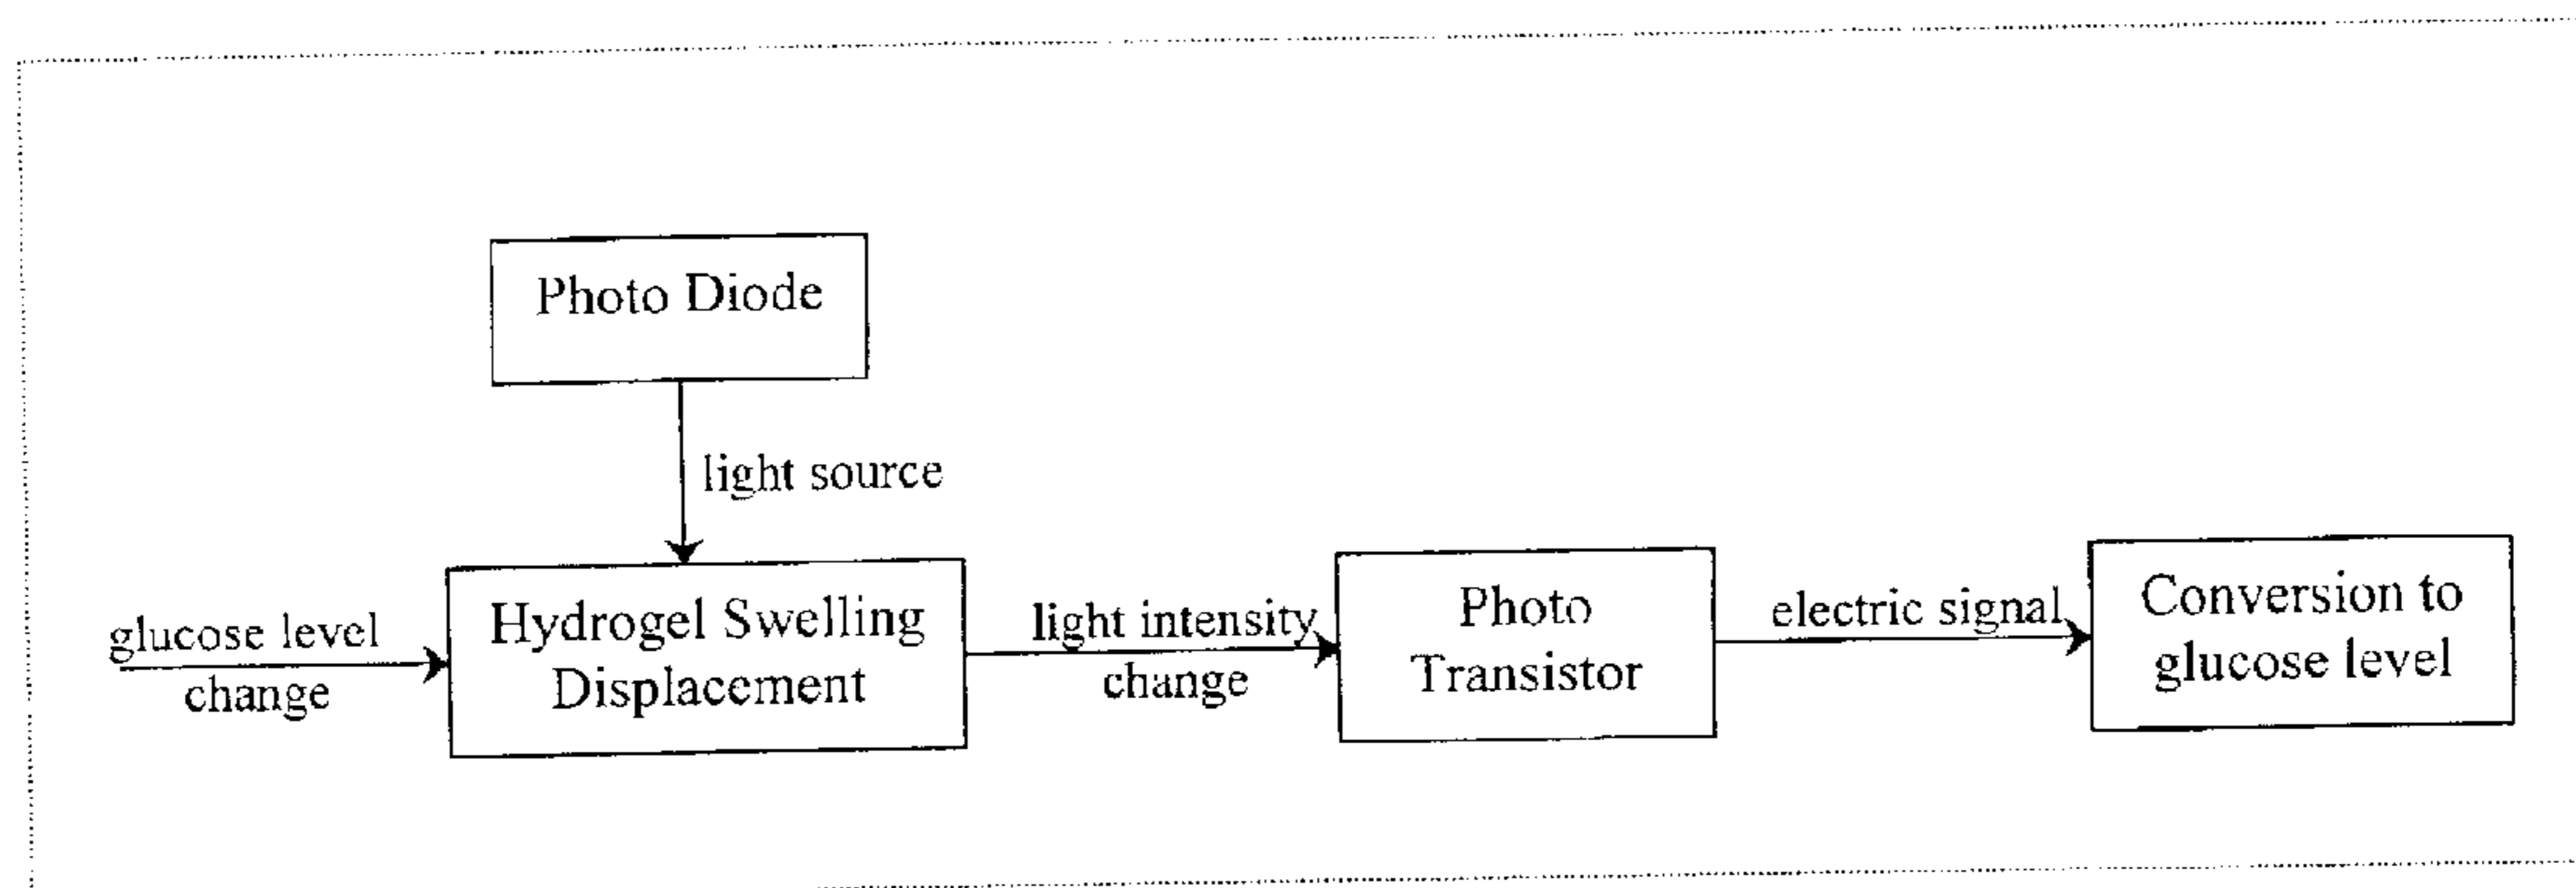 Photo Diode
light source
glucose level
change
Hydrogel Swelling
Displacement
light intensity
change
Photo
Transistor
electric signal
Conversion to
glucose level